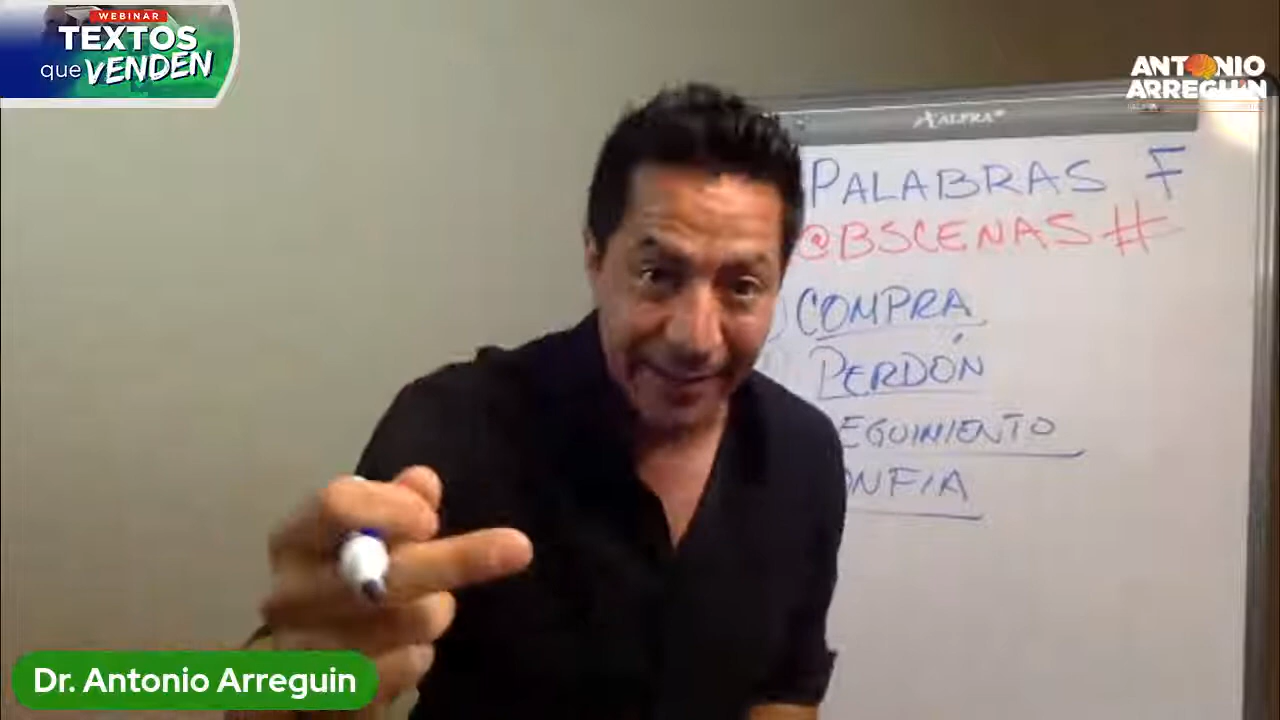 WEBINAR
TEXTOS
que VENDEN
ANTONIO
ARREGUIN
ALFRA
PALABRAS F
@BSCENAS#
COMPRA
PERDÓN
EGUIMIENTO
ONFIA
Dr. Antonio Arreguin